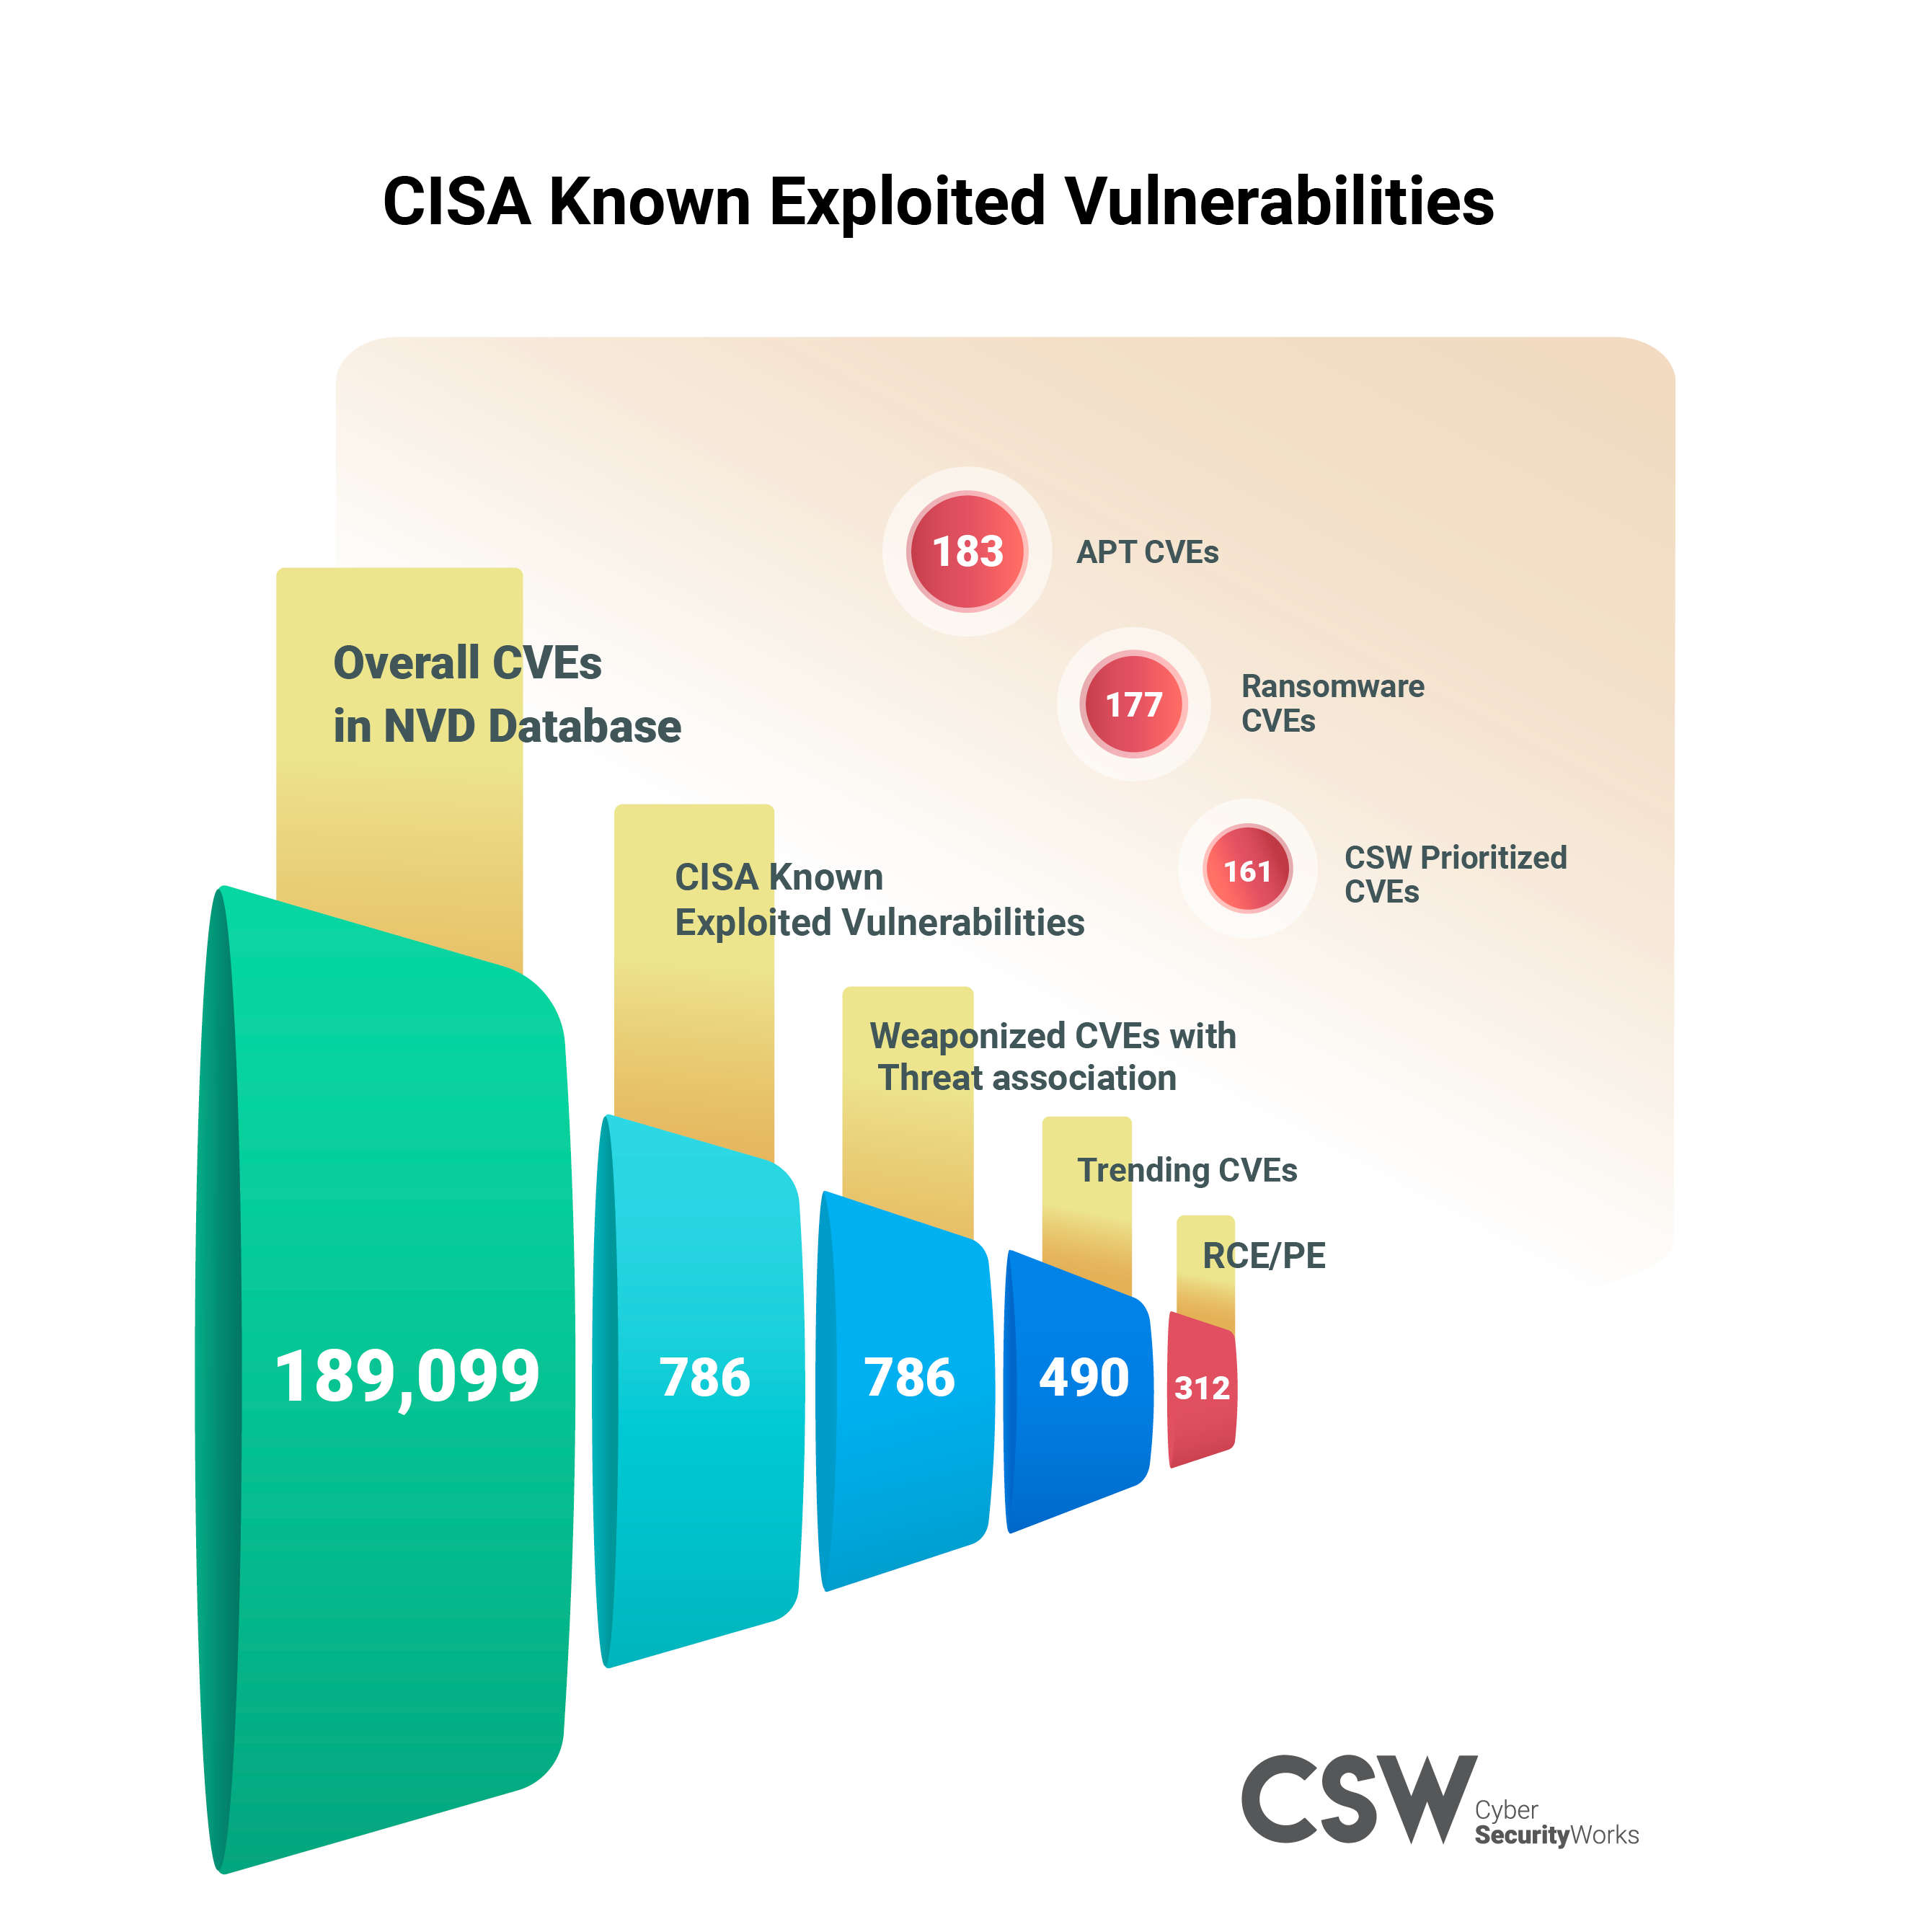 CISA Known Exploited Vulnerabilities
183
APT CVEs
177
Ransomware
CVEs
161
CSW Prioritized
CVEs
Overall CVEs
in NVD Database
CISA Known
Exploited Vulnerabilities
Weaponized CVEs with
Threat association
Trending CVEs
RCE/PE
189,099
786
786
490
312
CSW
Cyber
SecurityWorks